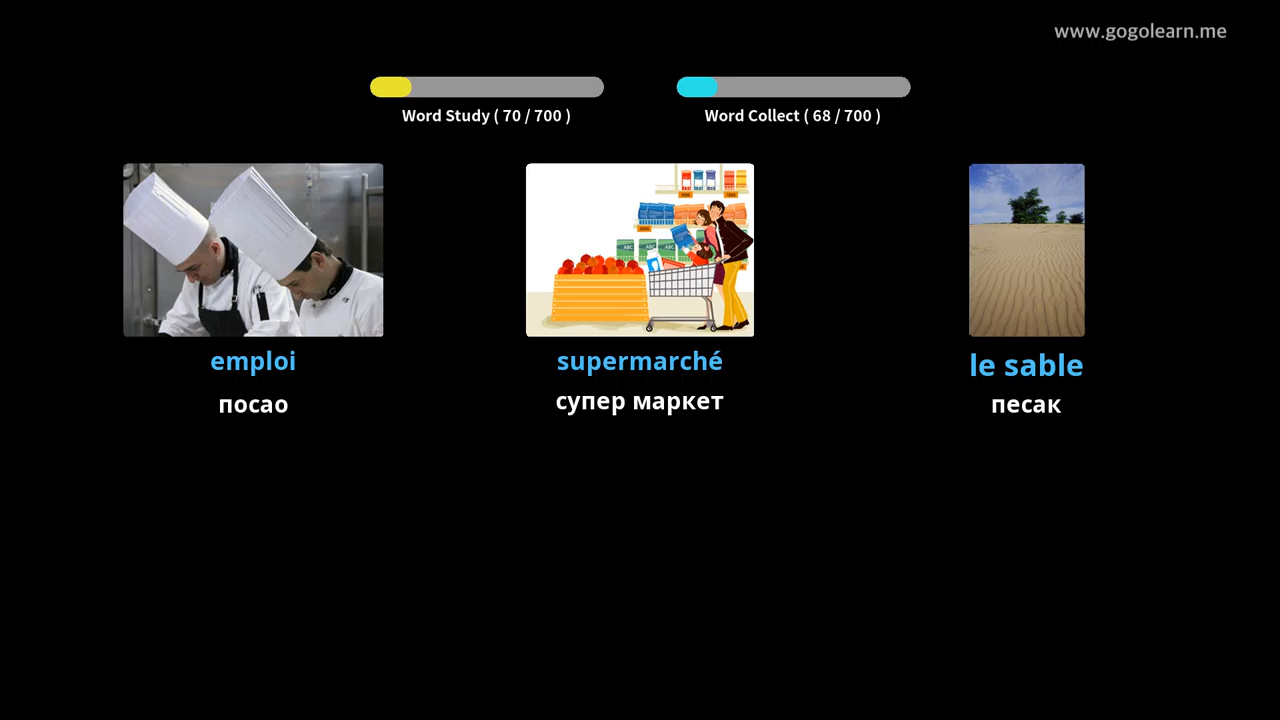 www.gogolearn.me
Word Study ( 70 / 700 )
Word Collect ( 68 / 700 )
emploi
supermarché
le sable
посао
супер маркет
песак